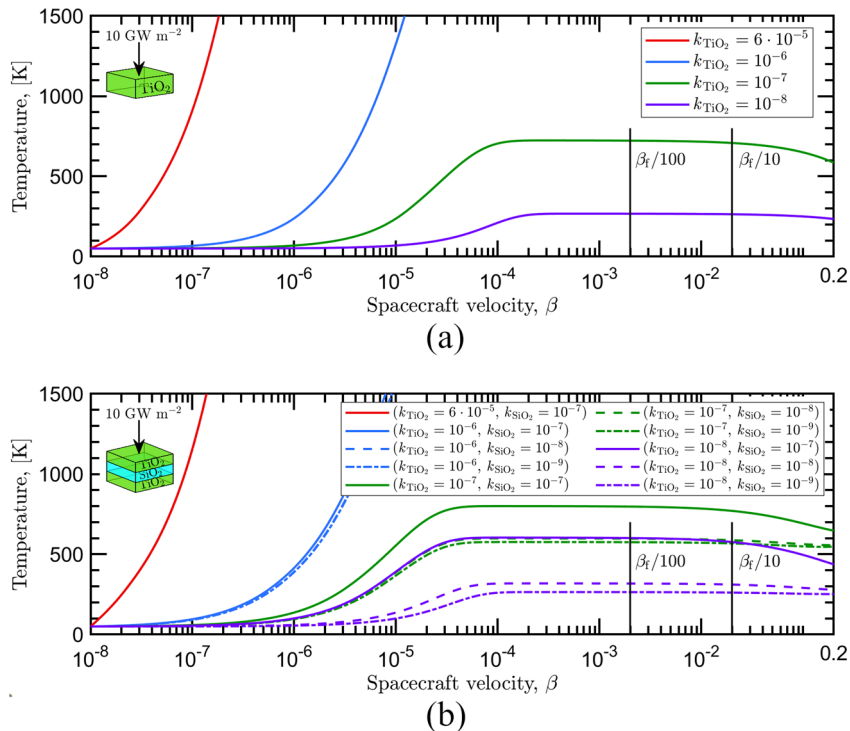 10 GW m⁻²
TiO₂
Temperature, [K]
1500
1000
500
0
k_TiO₂ = 6 · 10⁻⁵
k_TiO₂ = 10⁻⁶
k_TiO₂ = 10⁻⁷
k_TiO₂ = 10⁻⁸
β_f/100
β_f/10
10⁻⁸
10⁻⁷
10⁻⁶
10⁻⁵
10⁻⁴
10⁻³
10⁻²
0.2
Spacecraft velocity, β
(a)
10 GW m⁻²
TiO₂
SiO₂
TiO₂
Temperature, [K]
1500
1000
500
0
(k_TiO₂ = 6 · 10⁻⁵, k_SiO₂ = 10⁻⁷)
(k_TiO₂ = 10⁻⁶, k_SiO₂ = 10⁻⁷)
(k_TiO₂ = 10⁻⁶, k_SiO₂ = 10⁻⁸)
(k_TiO₂ = 10⁻⁶, k_SiO₂ = 10⁻⁹)
(k_TiO₂ = 10⁻⁷, k_SiO₂ = 10⁻⁷)
(k_TiO₂ = 10⁻⁷, k_SiO₂ = 10⁻⁸)
(k_TiO₂ = 10⁻⁷, k_SiO₂ = 10⁻⁹)
(k_TiO₂ = 10⁻⁸, k_SiO₂ = 10⁻⁷)
(k_TiO₂ = 10⁻⁸, k_SiO₂ = 10⁻⁸)
(k_TiO₂ = 10⁻⁸, k_SiO₂ = 10⁻⁹)
β_f/100
β_f/10
10⁻⁸
10⁻⁷
10⁻⁶
10⁻⁵
10⁻⁴
10⁻³
10⁻²
0.2
Spacecraft velocity, β
(b)